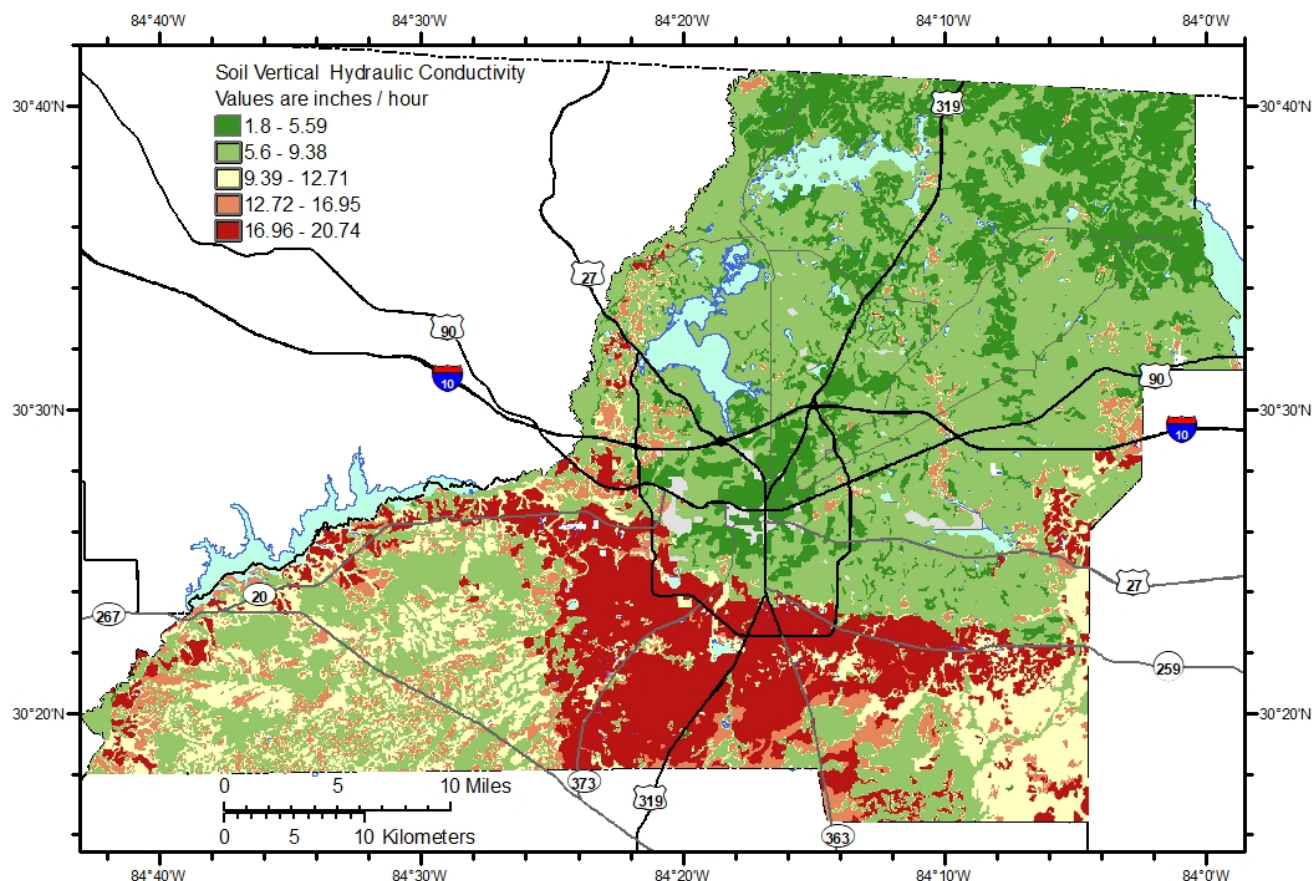 84°40'W 84°30'W 84°20'W 84°10'W 84°0'W
Soil Vertical Hydraulic Conductivity
Values are inches / hour
1.8 - 5.59
5.6 - 9.38
9.39 - 12.71
12.72 - 16.95
16.96 - 20.74
30°40'N 30°40'N
319
27
90
10
90
30°30'N 30°30'N
10
20
267
27
259
30°20'N 30°20'N
0 5 10 Miles
373
319
0 5 10 Kilometers
363
84°40'W 84°30'W 84°20'W 84°10'W 84°0'W